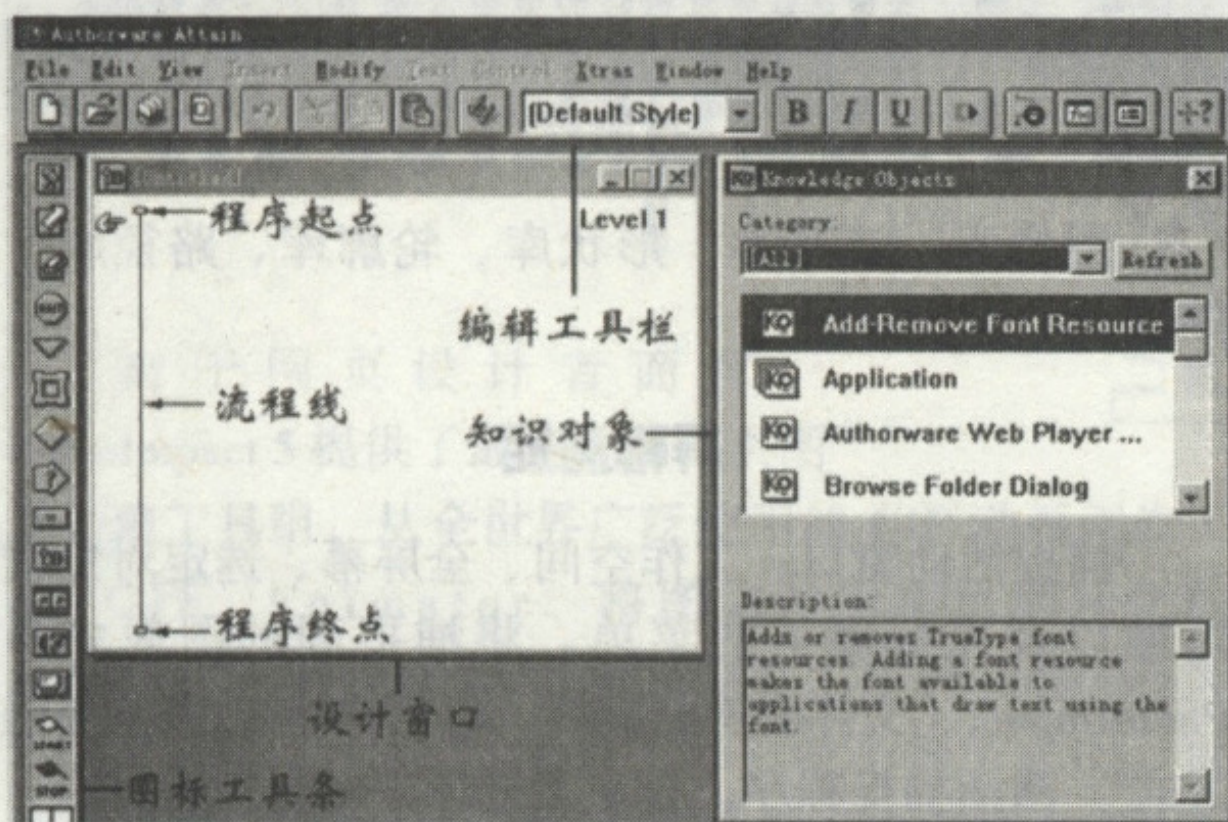 Authorware Attain
File Edit View Insert Modify Text Control Xtras Window Help
(Default Style) B I U
程序起点
Level 1
编辑工具栏
流程线
知识对象
程序终点
设计窗口
START
STOP
图标工具条
Knowledge Objects
Category:
[All] Refresh
Add-Remove Font Resource
Application
Authorware Web Player ...
Browse Folder Dialog
Description:
Adds or removes TrueType font
resources. Adding a font resource
makes the font available to
applications that draw text using the
font.